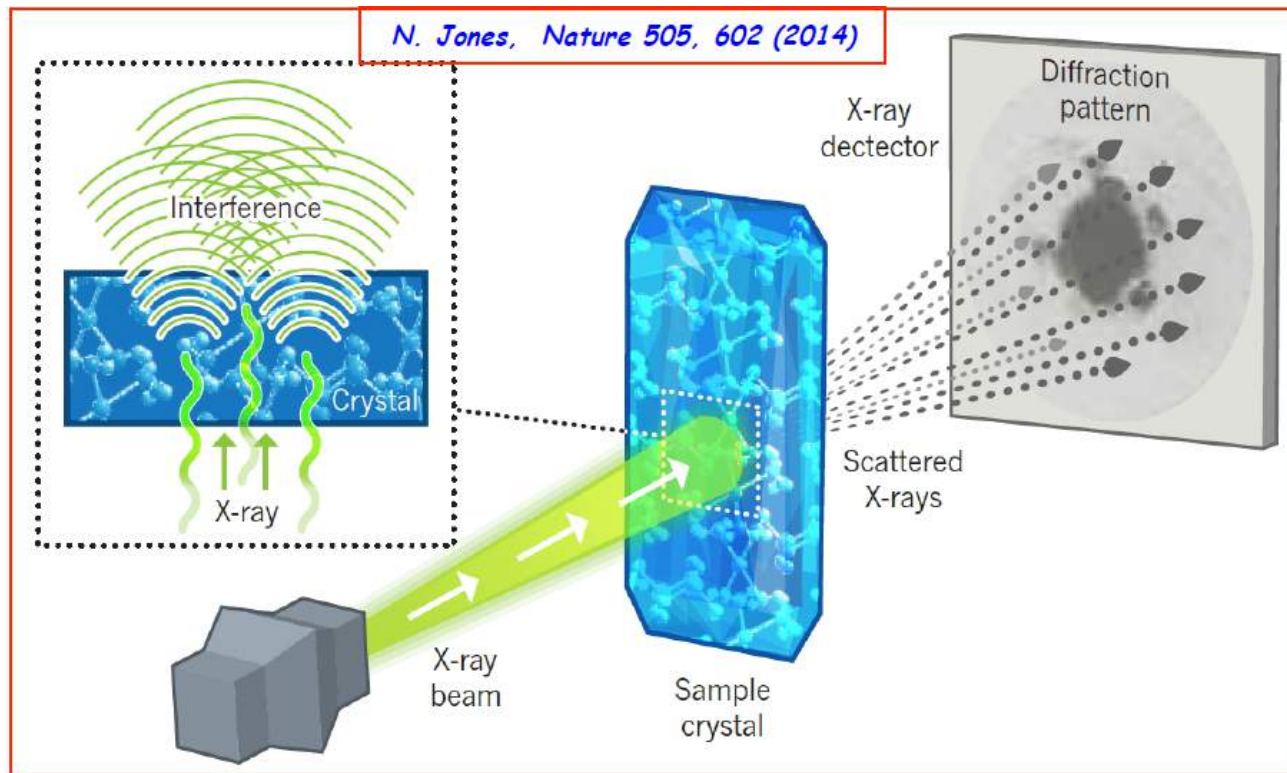 N. Jones, Nature 505, 602 (2014)
Interference
Crystal
X-ray
X-ray
beam
Sample
crystal
Scattered
X-rays
X-ray
dectector
Diffraction
pattern